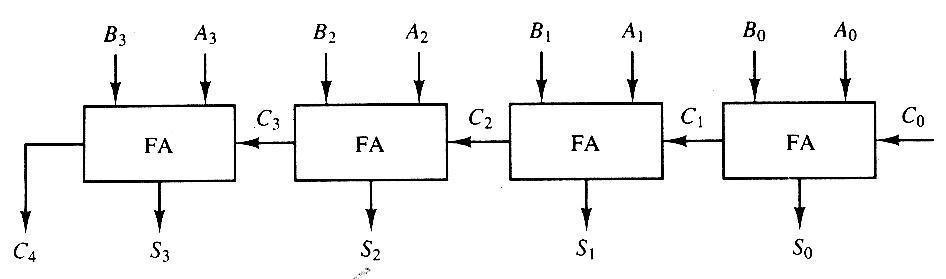 B₃ A₃ B₂ A₂ B₁ A₁ B₀ A₀
C₃ C₂ C₁ C₀
FA FA FA FA
C₄ S₃ S₂ S₁ S₀